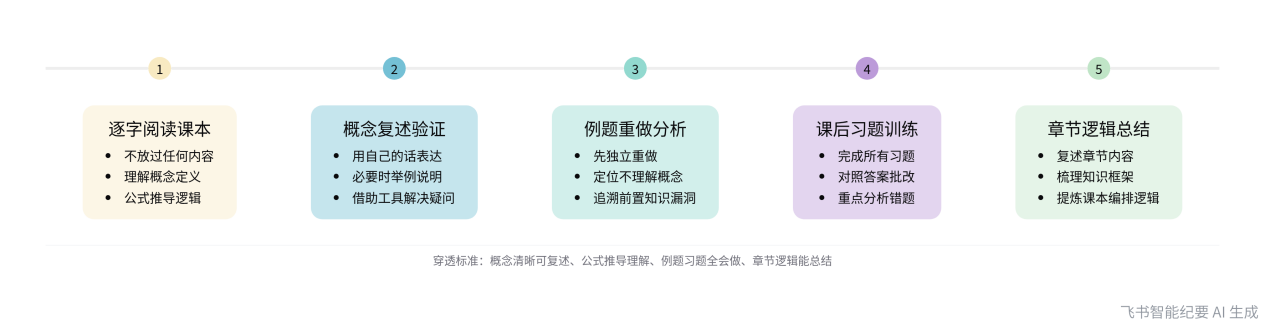 1
2
3
4
5
逐字阅读课本
• 不放过任何内容
• 理解概念定义
• 公式推导逻辑
概念复述验证
• 用自己的话表达
• 必要时举例说明
• 借助工具解决疑问
例题重做分析
• 先独立重做
• 定位不理解概念
• 追溯前置知识漏洞
课后习题训练
• 完成所有习题
• 对照答案批改
• 重点分析错题
章节逻辑总结
• 复述章节内容
• 梳理知识框架
• 提炼课本编排逻辑
穿透标准：概念清晰可复述、公式推导理解、例题习题全会做、章节逻辑能总结
飞书智能纪要 AI 生成